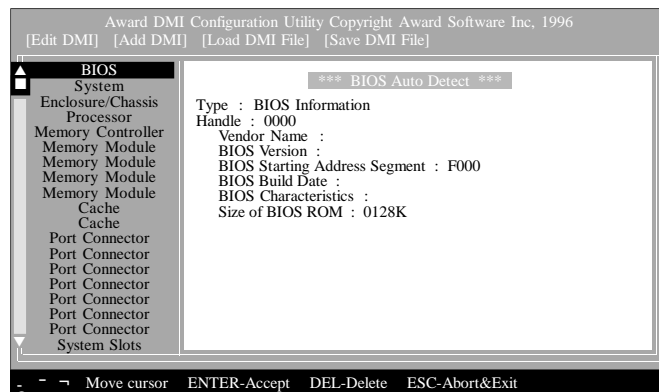 Award DMI Configuration Utility Copyright Award Software Inc, 1996
[Edit DMI] [Add DMI] [Load DMI File] [Save DMI File]
BIOS
System
Enclosure/Chassis
Processor
Memory Controller
Memory Module
Memory Module
Memory Module
Memory Module
Cache
Cache
Port Connector
Port Connector
Port Connector
Port Connector
Port Connector
Port Connector
Port Connector
System Slots
*** BIOS Auto Detect ***
Type : BIOS Information
Handle : 0000
Vendor Name :
BIOS Version :
BIOS Starting Address Segment : F000
BIOS Build Date :
BIOS Characteristics :
Size of BIOS ROM : 0128K
Move cursor ENTER-Accept DEL-Delete ESC-Abort&Exit